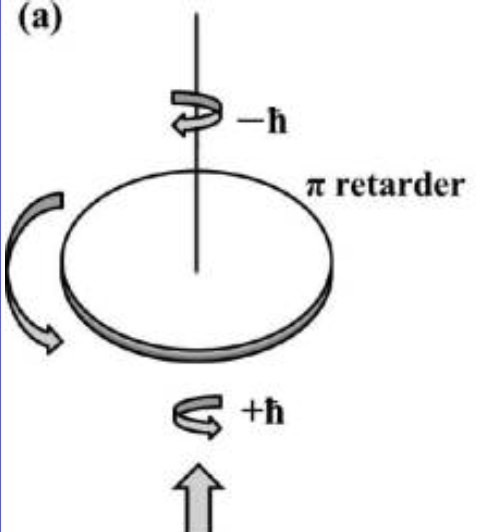 (a)
−ħ
π retarder
+ħ